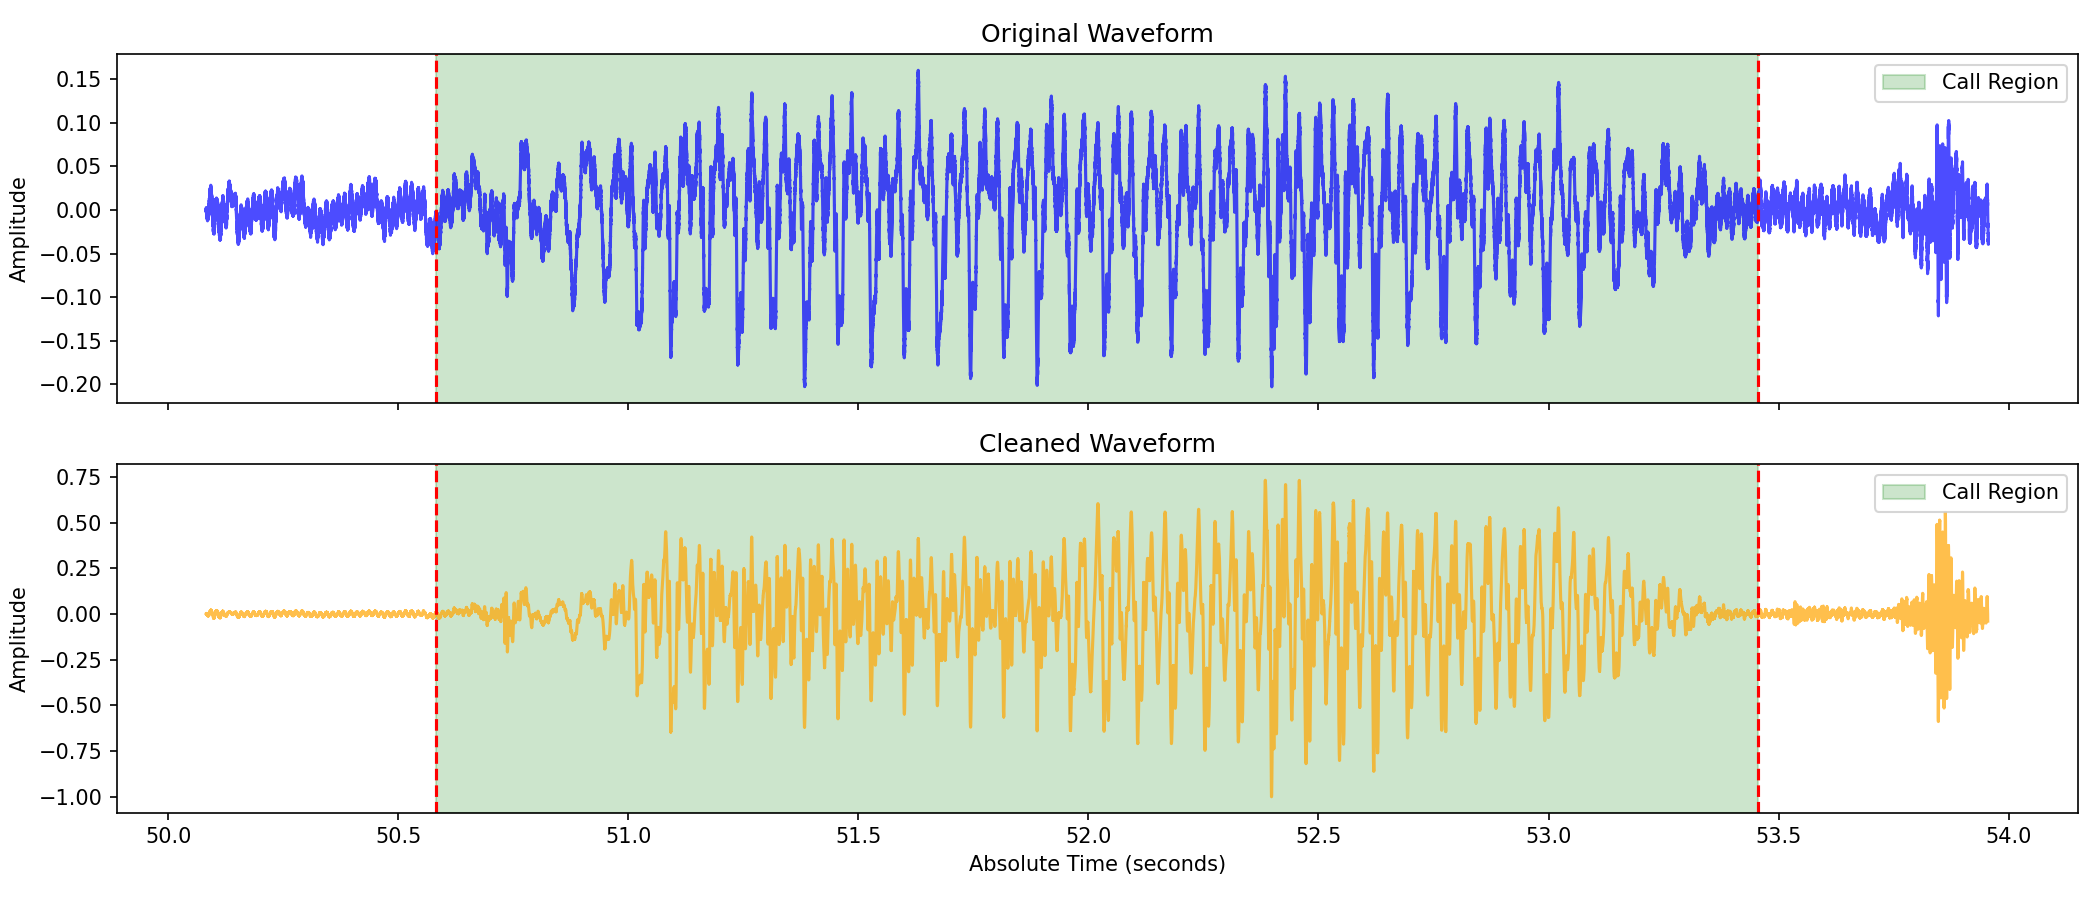 Original Waveform
Amplitude
0.15
0.10
0.05
0.00
−0.05
−0.10
−0.15
−0.20
Call Region
Cleaned Waveform
Amplitude
0.75
0.50
0.25
0.00
−0.25
−0.50
−0.75
−1.00
Call Region
50.0 50.5 51.0 51.5 52.0 52.5 53.0 53.5 54.0
Absolute Time (seconds)